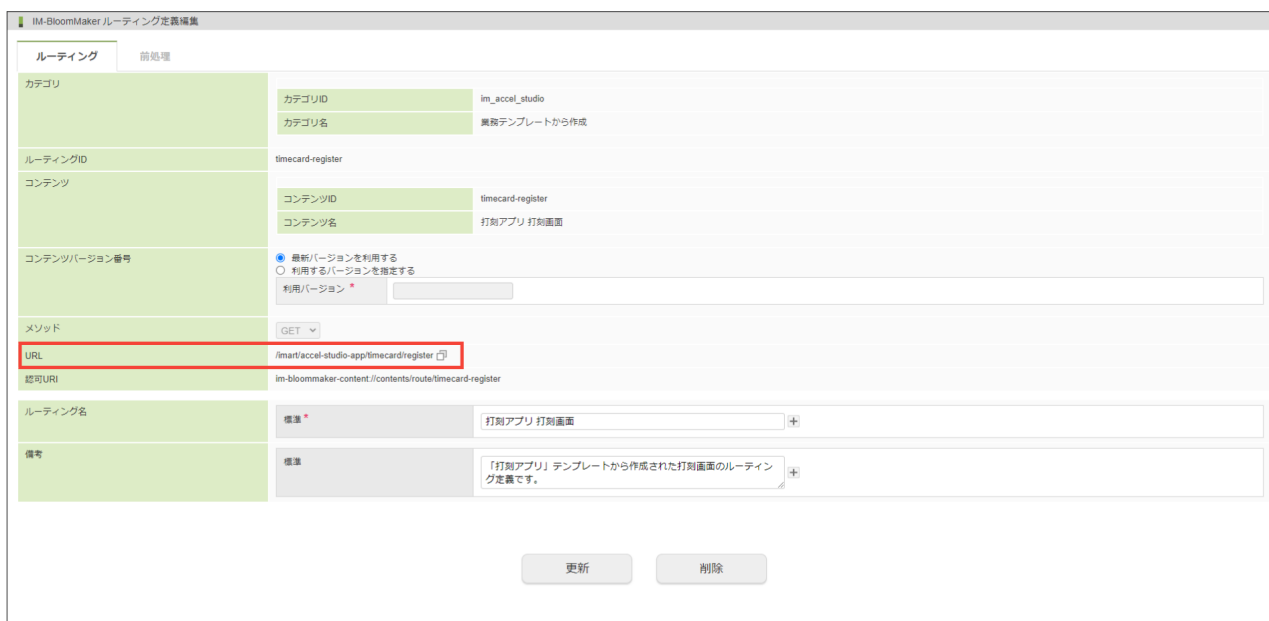 IM-BloomMaker ルーティング定義編集
ルーティング 前処理
カテゴリ
カテゴリID im_accel_studio
カテゴリ名 業務テンプレートから作成
ルーティングID timecard-register
コンテンツ
コンテンツID timecard-register
コンテンツ名 打刻アプリ 打刻画面
コンテンツバージョン番号 最新バージョンを利用する
利用するバージョンを指定する
利用バージョン *
メソッド GET
URL /imart/accel-studio-app/timecard/register
認可URI im-bloommaker-content://contents/route/timecard-register
ルーティング名 標準 * 打刻アプリ 打刻画面
備考 標準 「打刻アプリ」テンプレートから作成された打刻画面のルーティン
グ定義です。
更新 削除